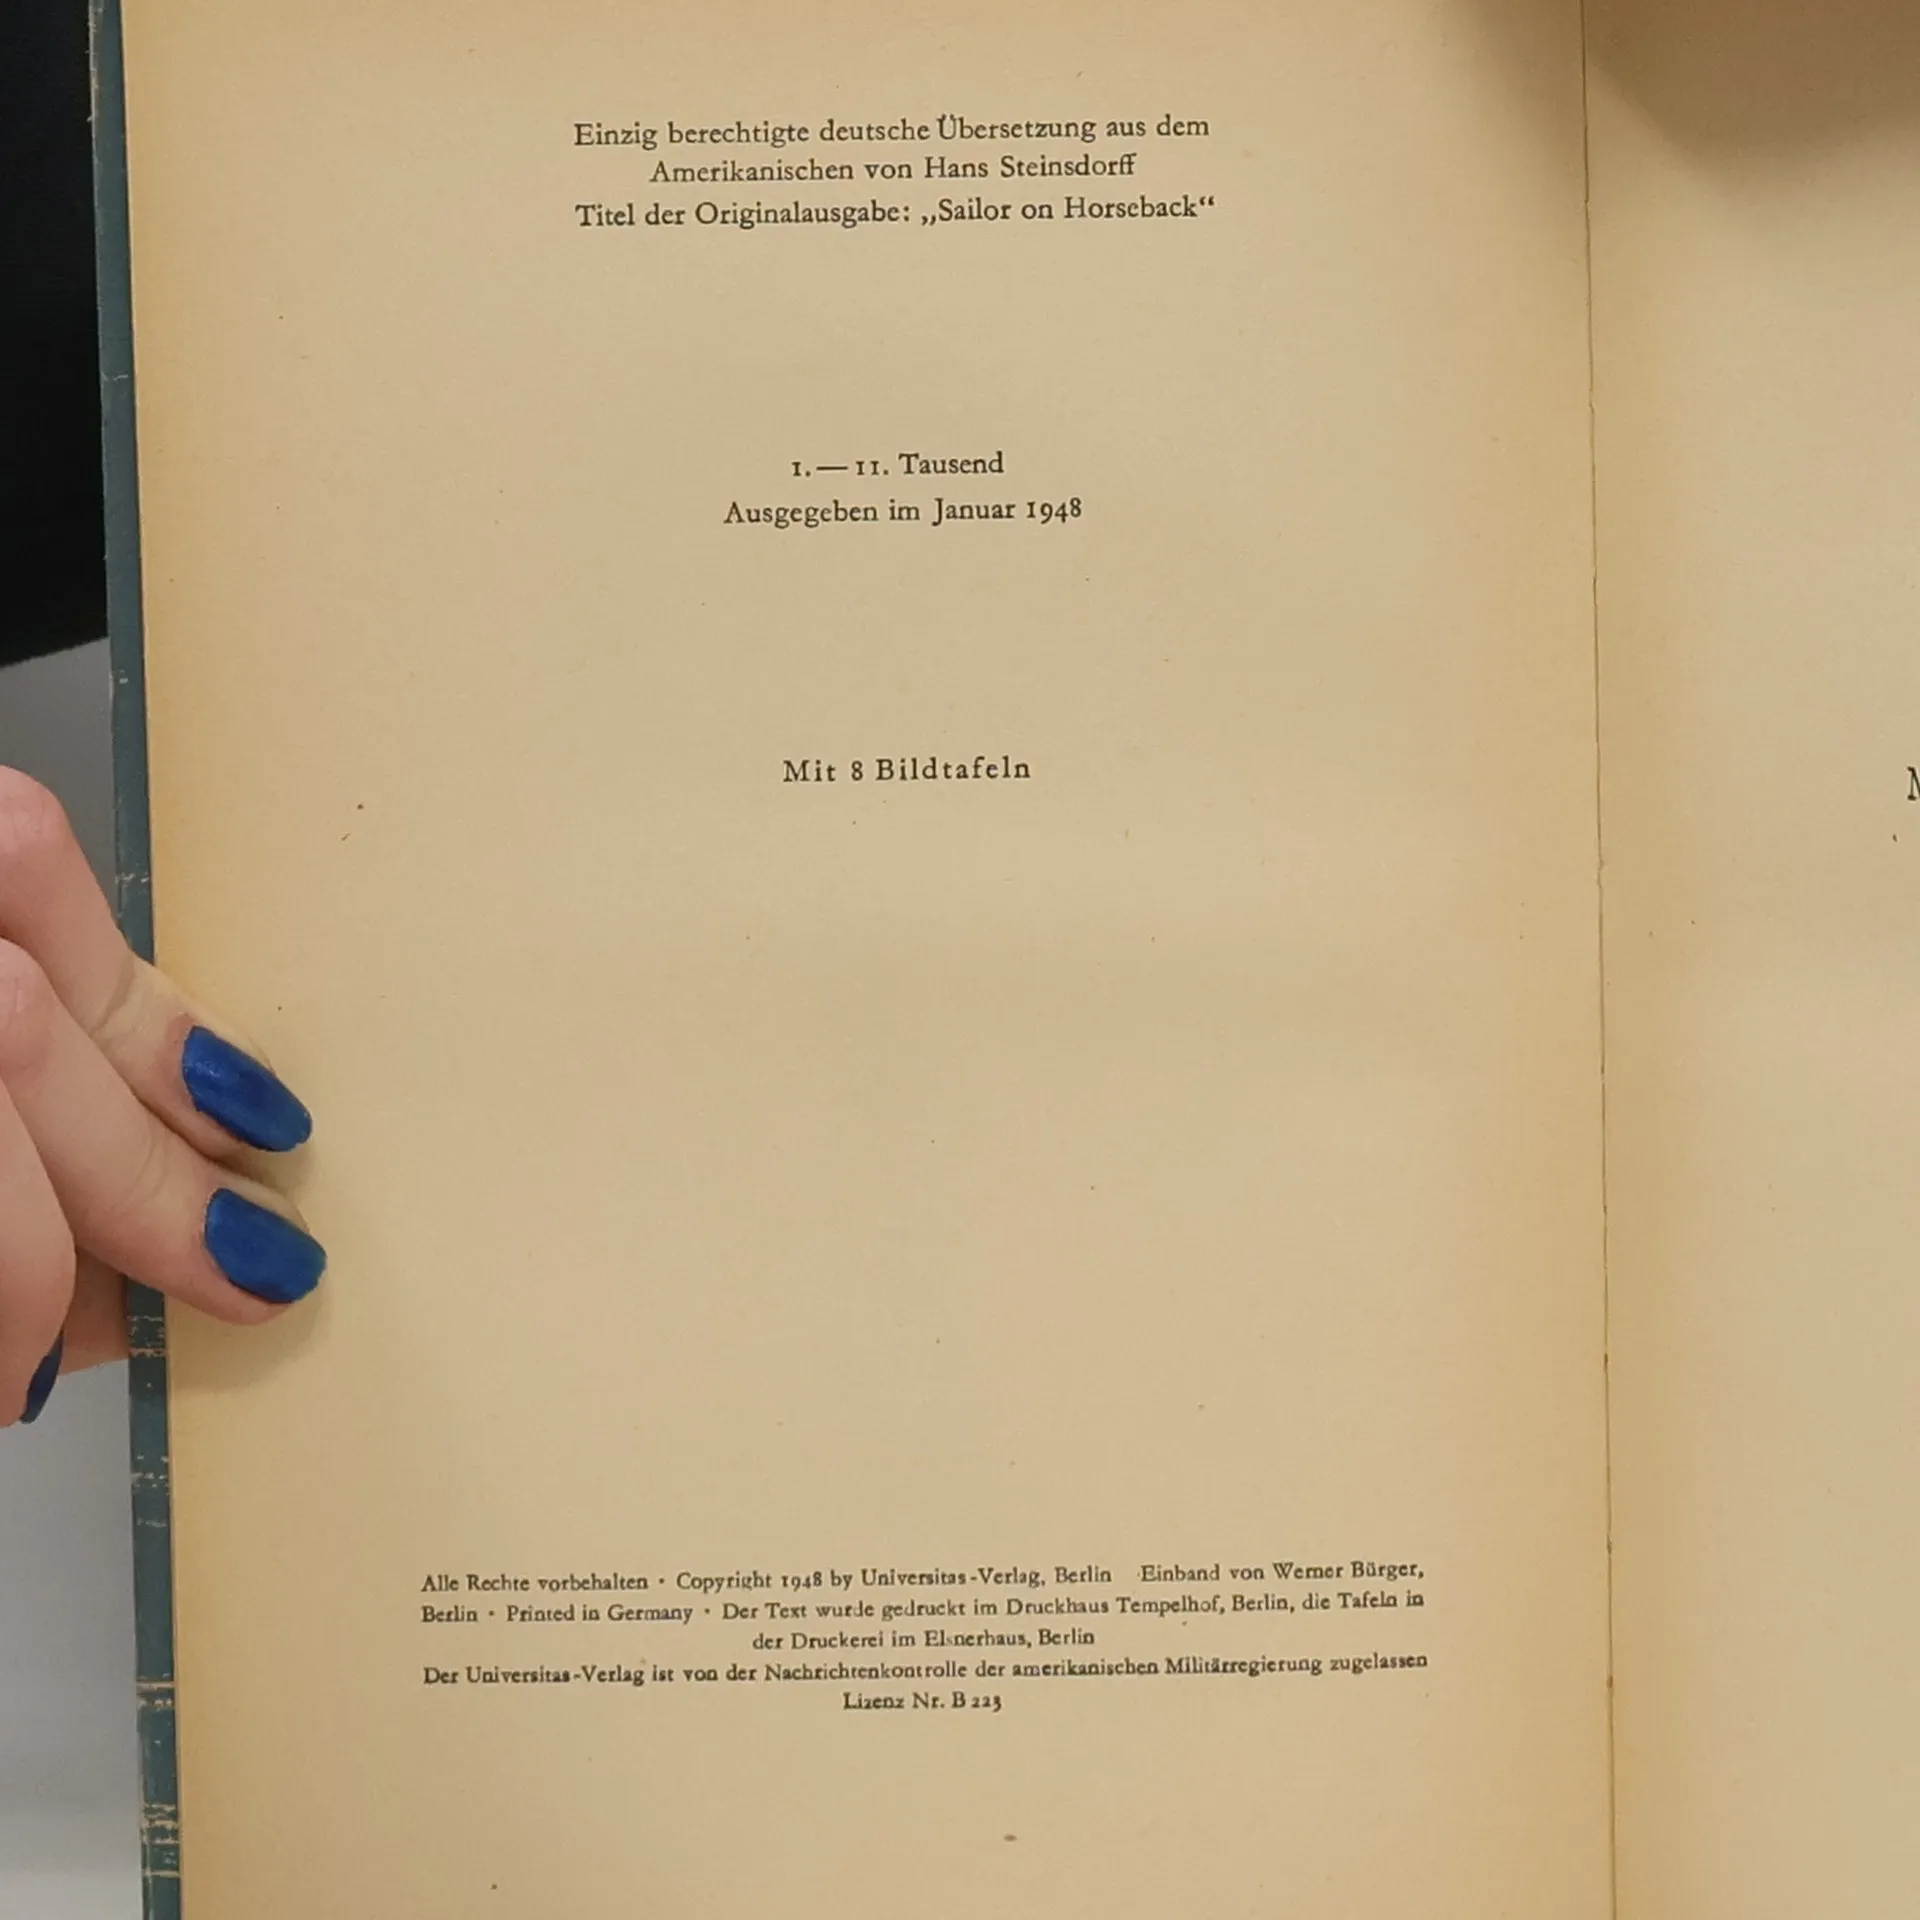 Einzig berechtigte deutsche Übersetzung aus dem
Amerikanischen von Hans Steinsdorff
Titel der Originalausgabe: „Sailor on Horseback“
1.—11. Tausend
Ausgegeben im Januar 1948
Mit 8 Bildtafeln
Alle Rechte vorbehalten • Copyright 1948 by Universitas-Verlag, Berlin Einband von Werner Bürger,
Berlin • Printed in Germany • Der Text wurde gedruckt im Druckhaus Tempelhof, Berlin, die Tafeln in
der Druckerei im Elsnerhaus, Berlin
Der Universitas-Verlag ist von der Nachrichtenkontrolle der amerikanischen Militärregierung zugelassen
Lizenz Nr. B 223